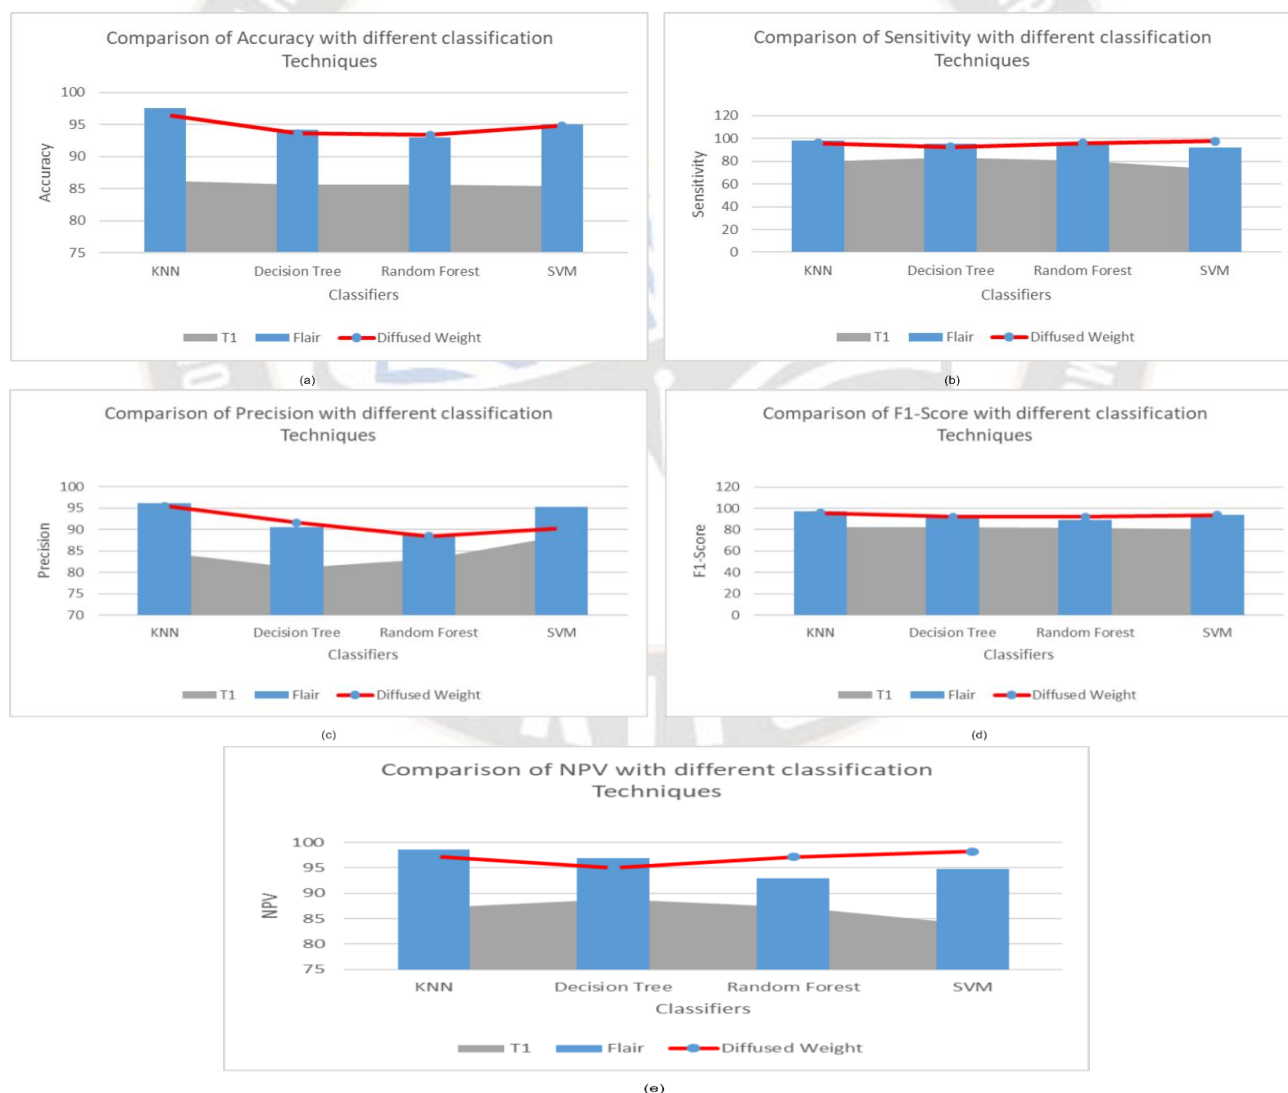 Comparison of Accuracy with different classification
Techniques
100
95
90
85
80
75
Accuracy
KNN Decision Tree Random Forest SVM
Classifiers
T1 Flair Diffused Weight
(a)
Comparison of Sensitivity with different classification
Techniques
120
100
80
60
40
20
0
Sensitivity
KNN Decision Tree Random Forest SVM
Classifiers
T1 Flair Diffused Weight
(b)
Comparison of Precision with different classification
Techniques
100
95
90
85
80
75
70
Precision
KNN Decision Tree Random Forest SVM
Classifiers
T1 Flair Diffused Weight
(c)
Comparison of F1-Score with different classification
Techniques
120
100
80
60
40
20
0
F1-Score
KNN Decision Tree Random Forest SVM
Classifiers
T1 Flair Diffused Weight
(d)
Comparison of NPV with different classification
Techniques
100
95
90
85
80
75
NPV
KNN Decision Tree Random Forest SVM
Classifiers
T1 Flair Diffused Weight
(e)